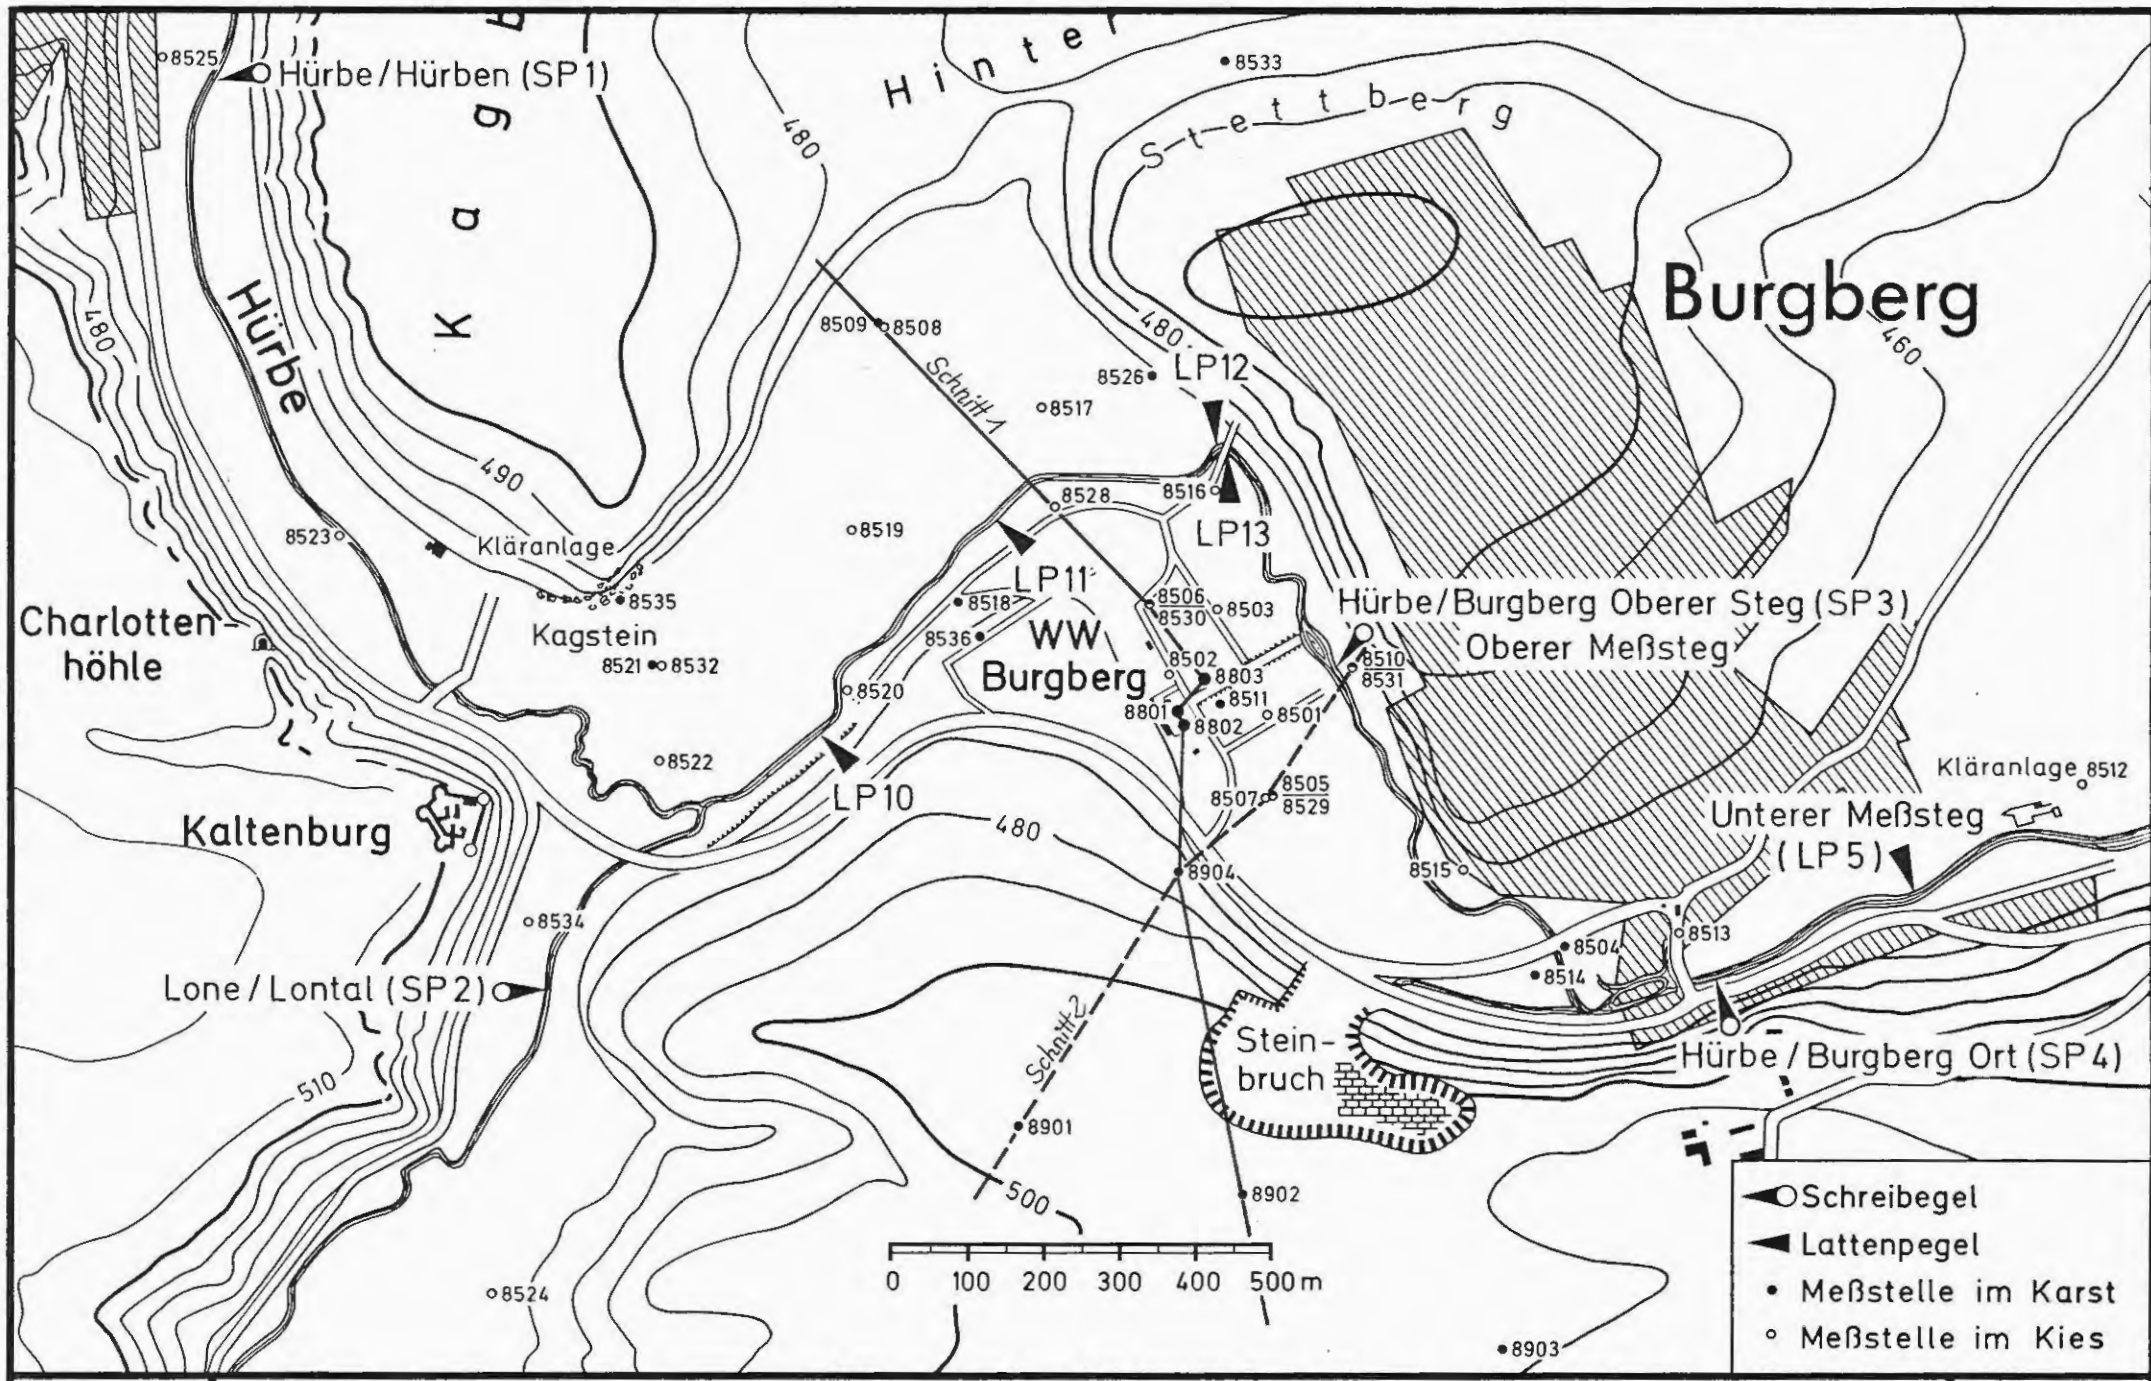 Kagb
Hinter
8525
Hürbe/Hürben (SP1)
8533
Stettberg
480
Burgberg
480
Hürbe
8509
8508
480
460
Schnitt 1
LP12
8526
8517
490
8528
8516
8519
8523
Kläranlage
LP13
LP11
8535
8518
8506
8530
8503
Hürbe/Burgberg Oberer Steg (SP3)
Oberer Meßsteg
Charlotten-
höhle
Kagstein
8536
WW
Burgberg
8521
8532
8502
8803
8510
8531
8520
8511
8801
8802
8501
8522
Kläranlage
8512
LP10
8507
8505
8529
Unterer Meßsteg
(LP5)
Kaltenburg
480
8515
8904
8534
8504
8513
8514
Lone/Lontal (SP2)
Stein-
bruch
Schnitt 2
Hürbe/Burgberg Ort (SP4)
510
8901
500
8902
0 100 200 300 400 500m
8524
8903
Schreibegel
Lattenpegel
Meßstelle im Karst
Meßstelle im Kies